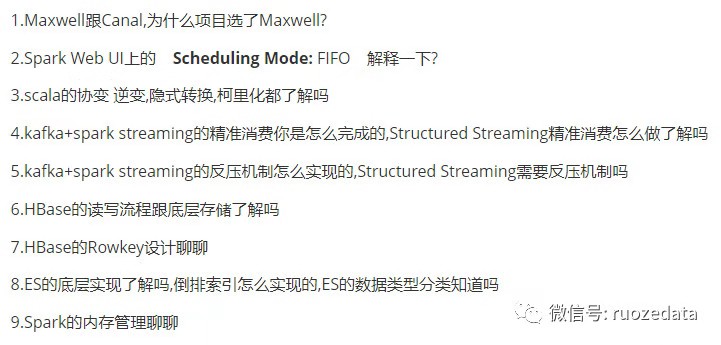 1.Maxwell跟Canal,为什么项目选了Maxwell?
2.Spark Web UI上的 Scheduling Mode: FIFO 解释一下?
3.scala的协变 逆变,隐式转换,柯里化都了解吗
4.kafka+spark streaming的精准消费你是怎么完成的,Structured Streaming精准消费怎么做了解吗
5.kafka+spark streaming的反压机制怎么实现的,Structured Streaming需要反压机制吗
6.HBase的读写流程跟底层存储了解吗
7.HBase的Rowkey设计聊聊
8.ES的底层实现了解吗,倒排索引怎么实现的,ES的数据类型分类知道吗
9.Spark的内存管理聊聊
微信号: ruozedata